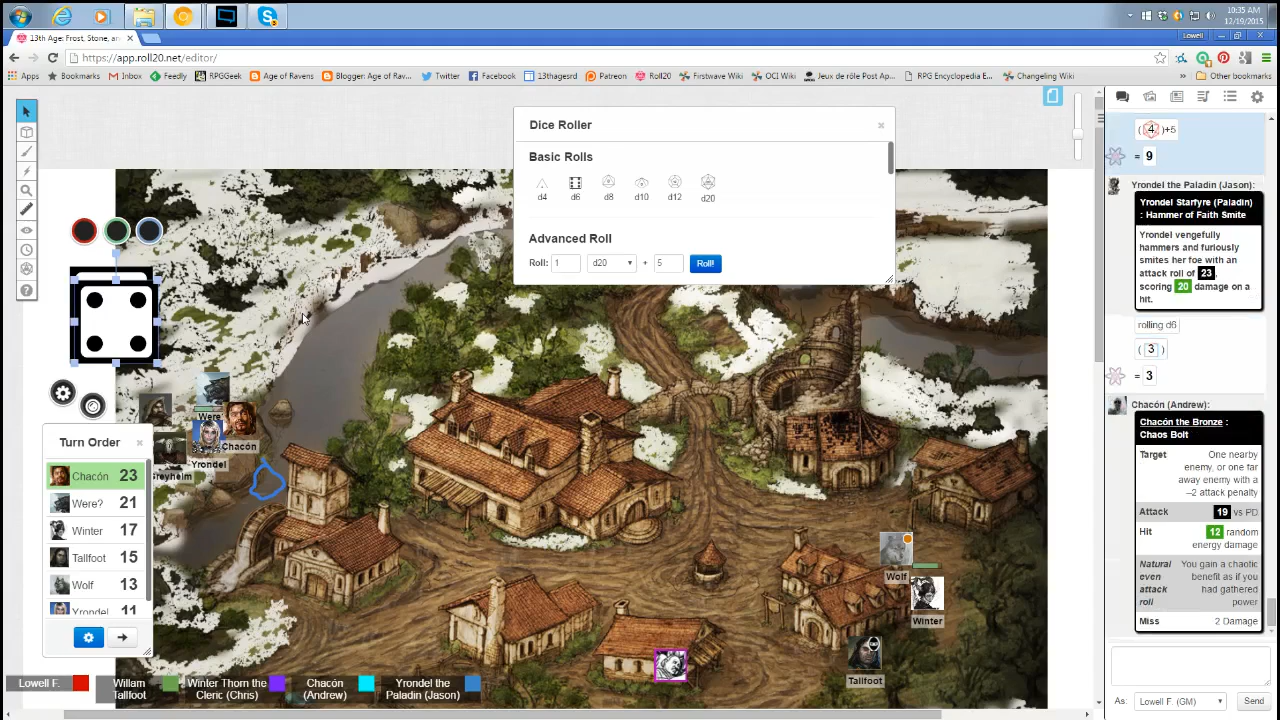 10:35 AM
12/19/2015
13th Age: Frost, Stone, an
Lowell
https://app.roll20.net/editor/
Apps
Bookmarks
Inbox
Feedly
RPGGeek
Blogger: Age of Ravens
Blogger: Age of Rav...
Twitter
Facebook
13thagesrd
Patreon
Roll20
Firstwave Wiki
OCI Wiki
Jeux de rôle Post Ap...
RPG Encyclopedia E...
Changeling Wiki
Other bookmarks
Dice Roller
Basic Rolls
d4 d6 d8 d10 d12 d20
Advanced Roll
Roll: 1 d20 + 5 Roll!
(4)+5
= 9
Yrondel the Paladin (Jason):
Yrondel Starfyre (Paladin)
: Hammer of Faith Smite
Yrondel vengefully
hammers and furiously
smites her foe with an
attack roll of 23,
scoring 20 damage on a
hit.
rolling d6
(3)
= 3
Chacón (Andrew):
Chacón the Bronze :
Chaos Bolt
Target One nearby
enemy, or one far
away enemy with a
–2 attack penalty
Attack 19 vs PD
Hit 12 random
energy damage
Natural even attack roll You gain a chaotic
benefit as if you
had gathered
power
Miss 2 Damage
As: Lowell F. (GM) Send
Were
Chacón
Yrondel
Greyheim
Turn Order
Chacón 23
Were? 21
Winter 17
Tallfoot 15
Wolf 13
Yrondel 11
Wolf
Winter
Tallfoot
Lowell F.
Willam
Tallfoot
Winter Thorn the
Cleric (Chris)
Chacón
(Andrew)
Yrondel the
Paladin (Jason)